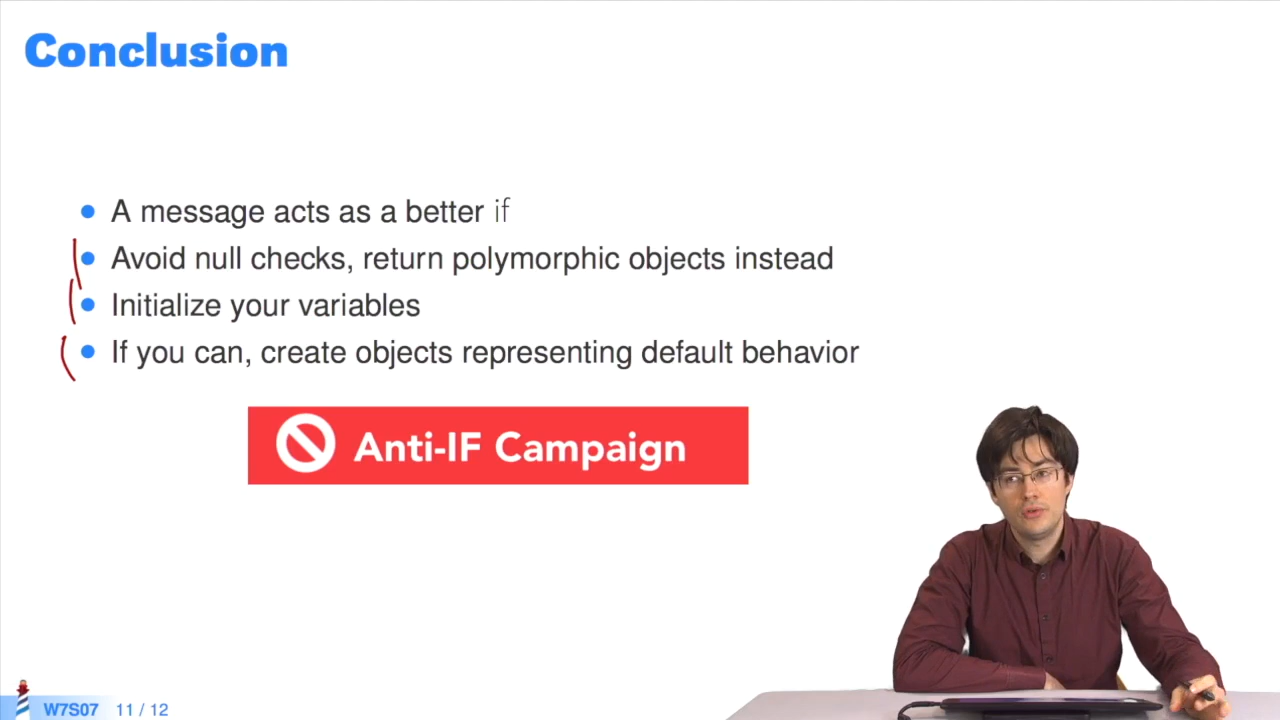 Conclusion
A message acts as a better if
Avoid null checks, return polymorphic objects instead
Initialize your variables
If you can, create objects representing default behavior
Anti-IF Campaign
W7S07 11 / 12